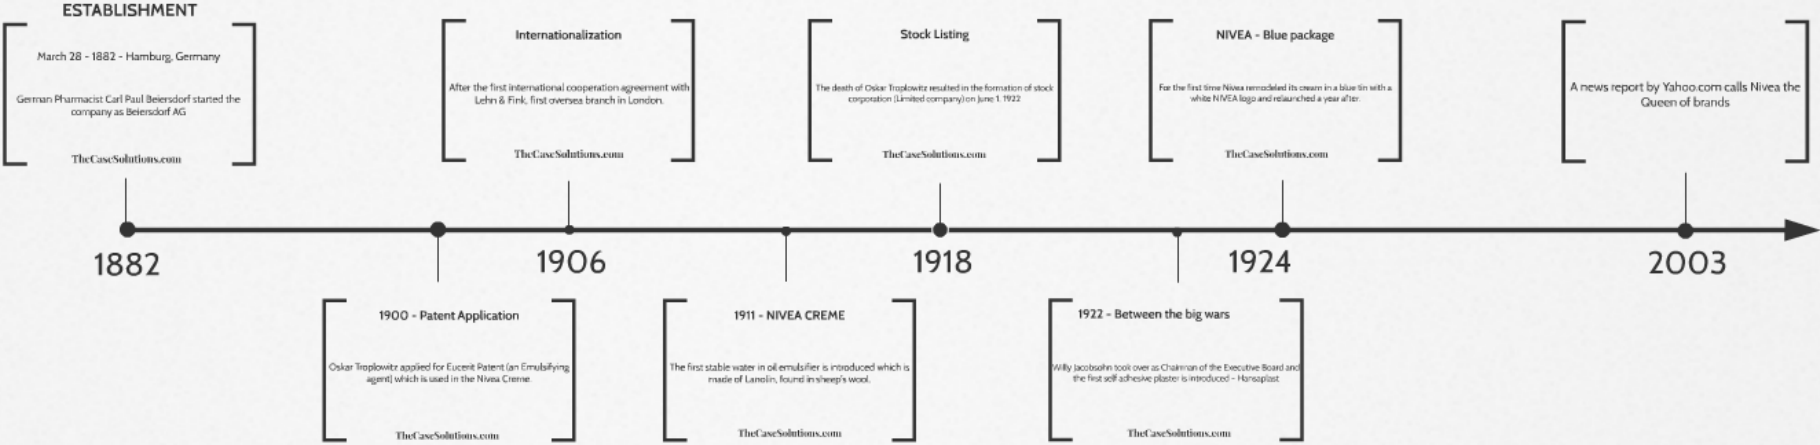 ESTABLISHMENT
March 28 - 1882 - Hamburg, Germany
German Pharmacist Carl Paul Beiersdorf started the
company as Beiersdorf AG
TheCaseSolutions.com
Internationalization
After the first international cooperation agreement with
Lehn & Fink, first oversea branch in London.
TheCaseSolutions.com
Stock Listing
The death of Oskar Troplowitz resulted in the formation of stock
corporation (Limited company) on June 1, 1922
TheCaseSolutions.com
NIVEA - Blue package
For the first time Nivea remodeled its cream in a blue tin with a
white NIVEA logo and relaunched a year after.
TheCaseSolutions.com
A news report by Yahoo.com calls Nivea the
Queen of brands
1882
1906
1918
1924
2003
1900 - Patent Application
Oskar Troplowitz applied for Eucerit Patent (an Emulsifying
agent) which is used in the Nivea Creme.
TheCaseSolutions.com
1911 - NIVEA CREME
The first stable water in oil emulsifier is introduced which is
made of Lanolin, found in sheep's wool.
TheCaseSolutions.com
1922 - Between the big wars
Willy Jacobsohn took over as Chairman of the Executive Board and
the first self adhesive plaster is introduced - Hansaplast
TheCaseSolutions.com